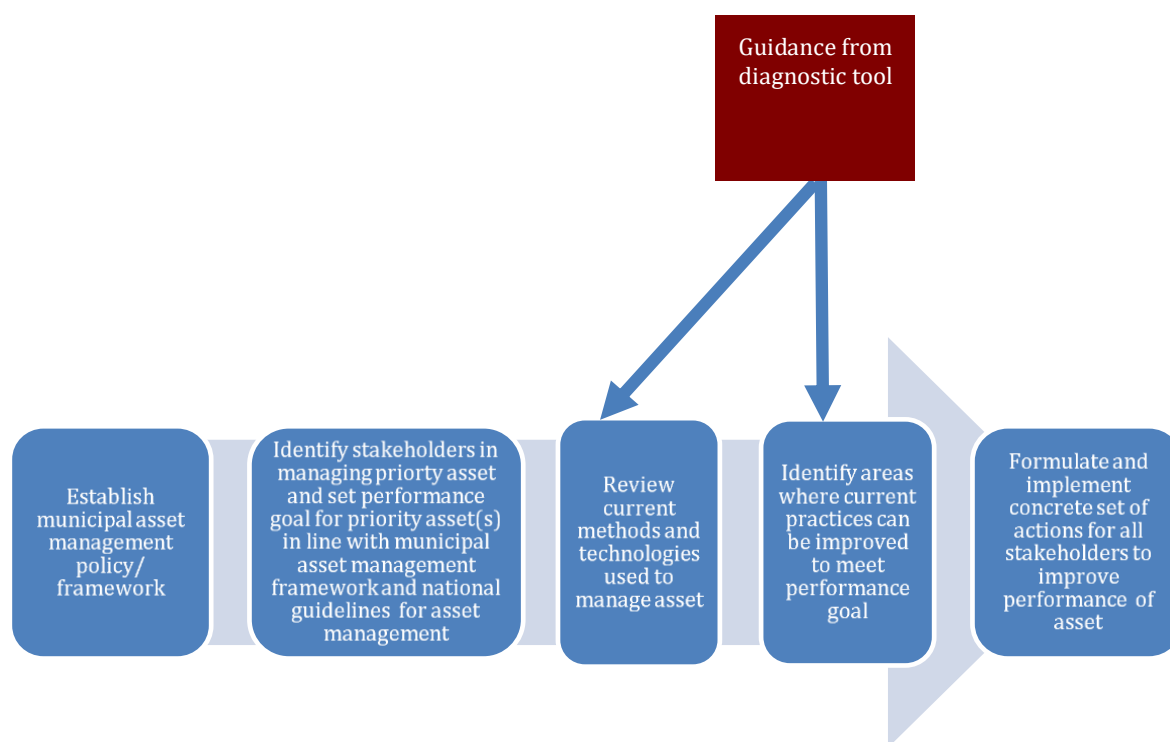 Guidance from
diagnostic tool
Establish
municipal asset
management
policy/
framework
Identify stakeholders in
managing priorty asset
and set performance
goal for priority asset(s)
in line with municipal
asset management
framework and national
guidelines for asset
management
Review
current
methods and
technologies
used to
manage asset
Identify areas
where current
practices can
be improved
to meet
performance
goal
Formulate and
implement
concrete set of
actions for all
stakeholders to
improve
performance of
asset